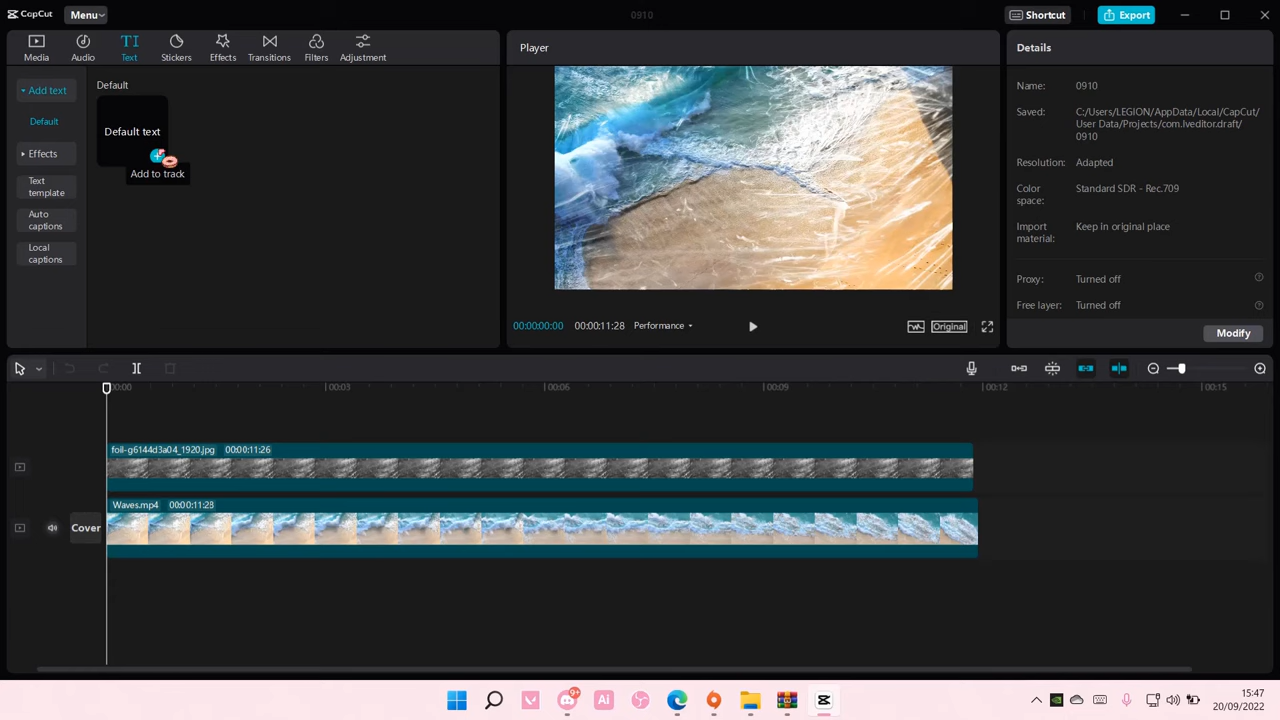 CapCut
Menu
0910
Shortcut
Export
Media
Audio
TI
Text
Stickers
Effects
Transitions
Filters
Adjustment
Player
Details
Add text
Default
Effects
Text
template
Auto
captions
Local
captions
Default
Default text
Add to track
00:00:00:00
00:00:11:28
Performance
Original
Name:
0910
Saved:
C:/Users/LEGION/AppData/Local/CapCut/
User Data/Projects/com.lveditor.draft/
0910
Resolution:
Adapted
Color
space:
Standard SDR - Rec.709
Import
material:
Keep in original place
Proxy:
Turned off
Free layer:
Turned off
Modify
00:00
00:03
00:06
00:09
00:12
00:15
foil-g6144d3a04_1920.jpg 00:00:11:26
Waves.mp4 00:00:11:28
Cover
9+
Ai
15:47
20/09/2022